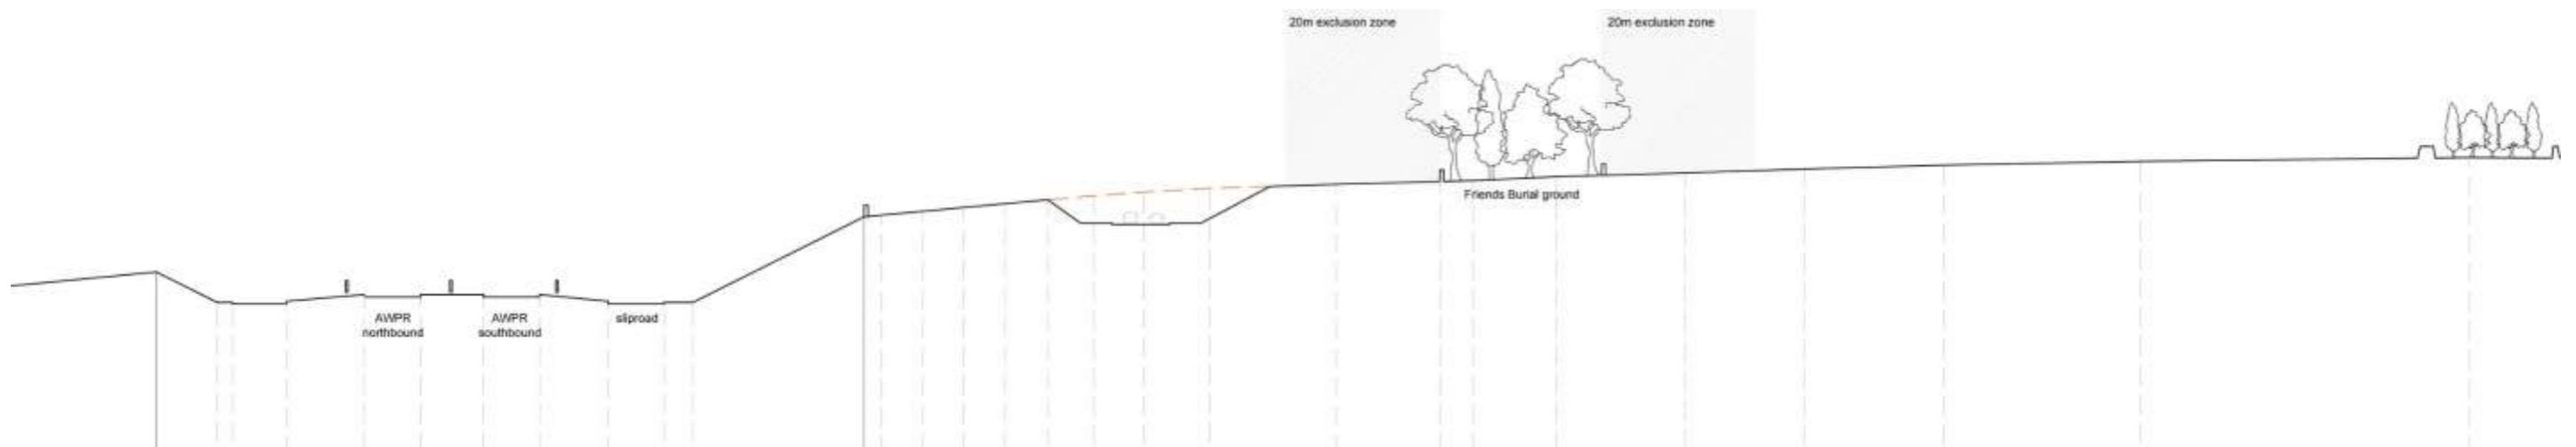 20m exclusion zone
20m exclusion zone
Friends Burial ground
AWPR
northbound
AWPR
southbound
sliproad